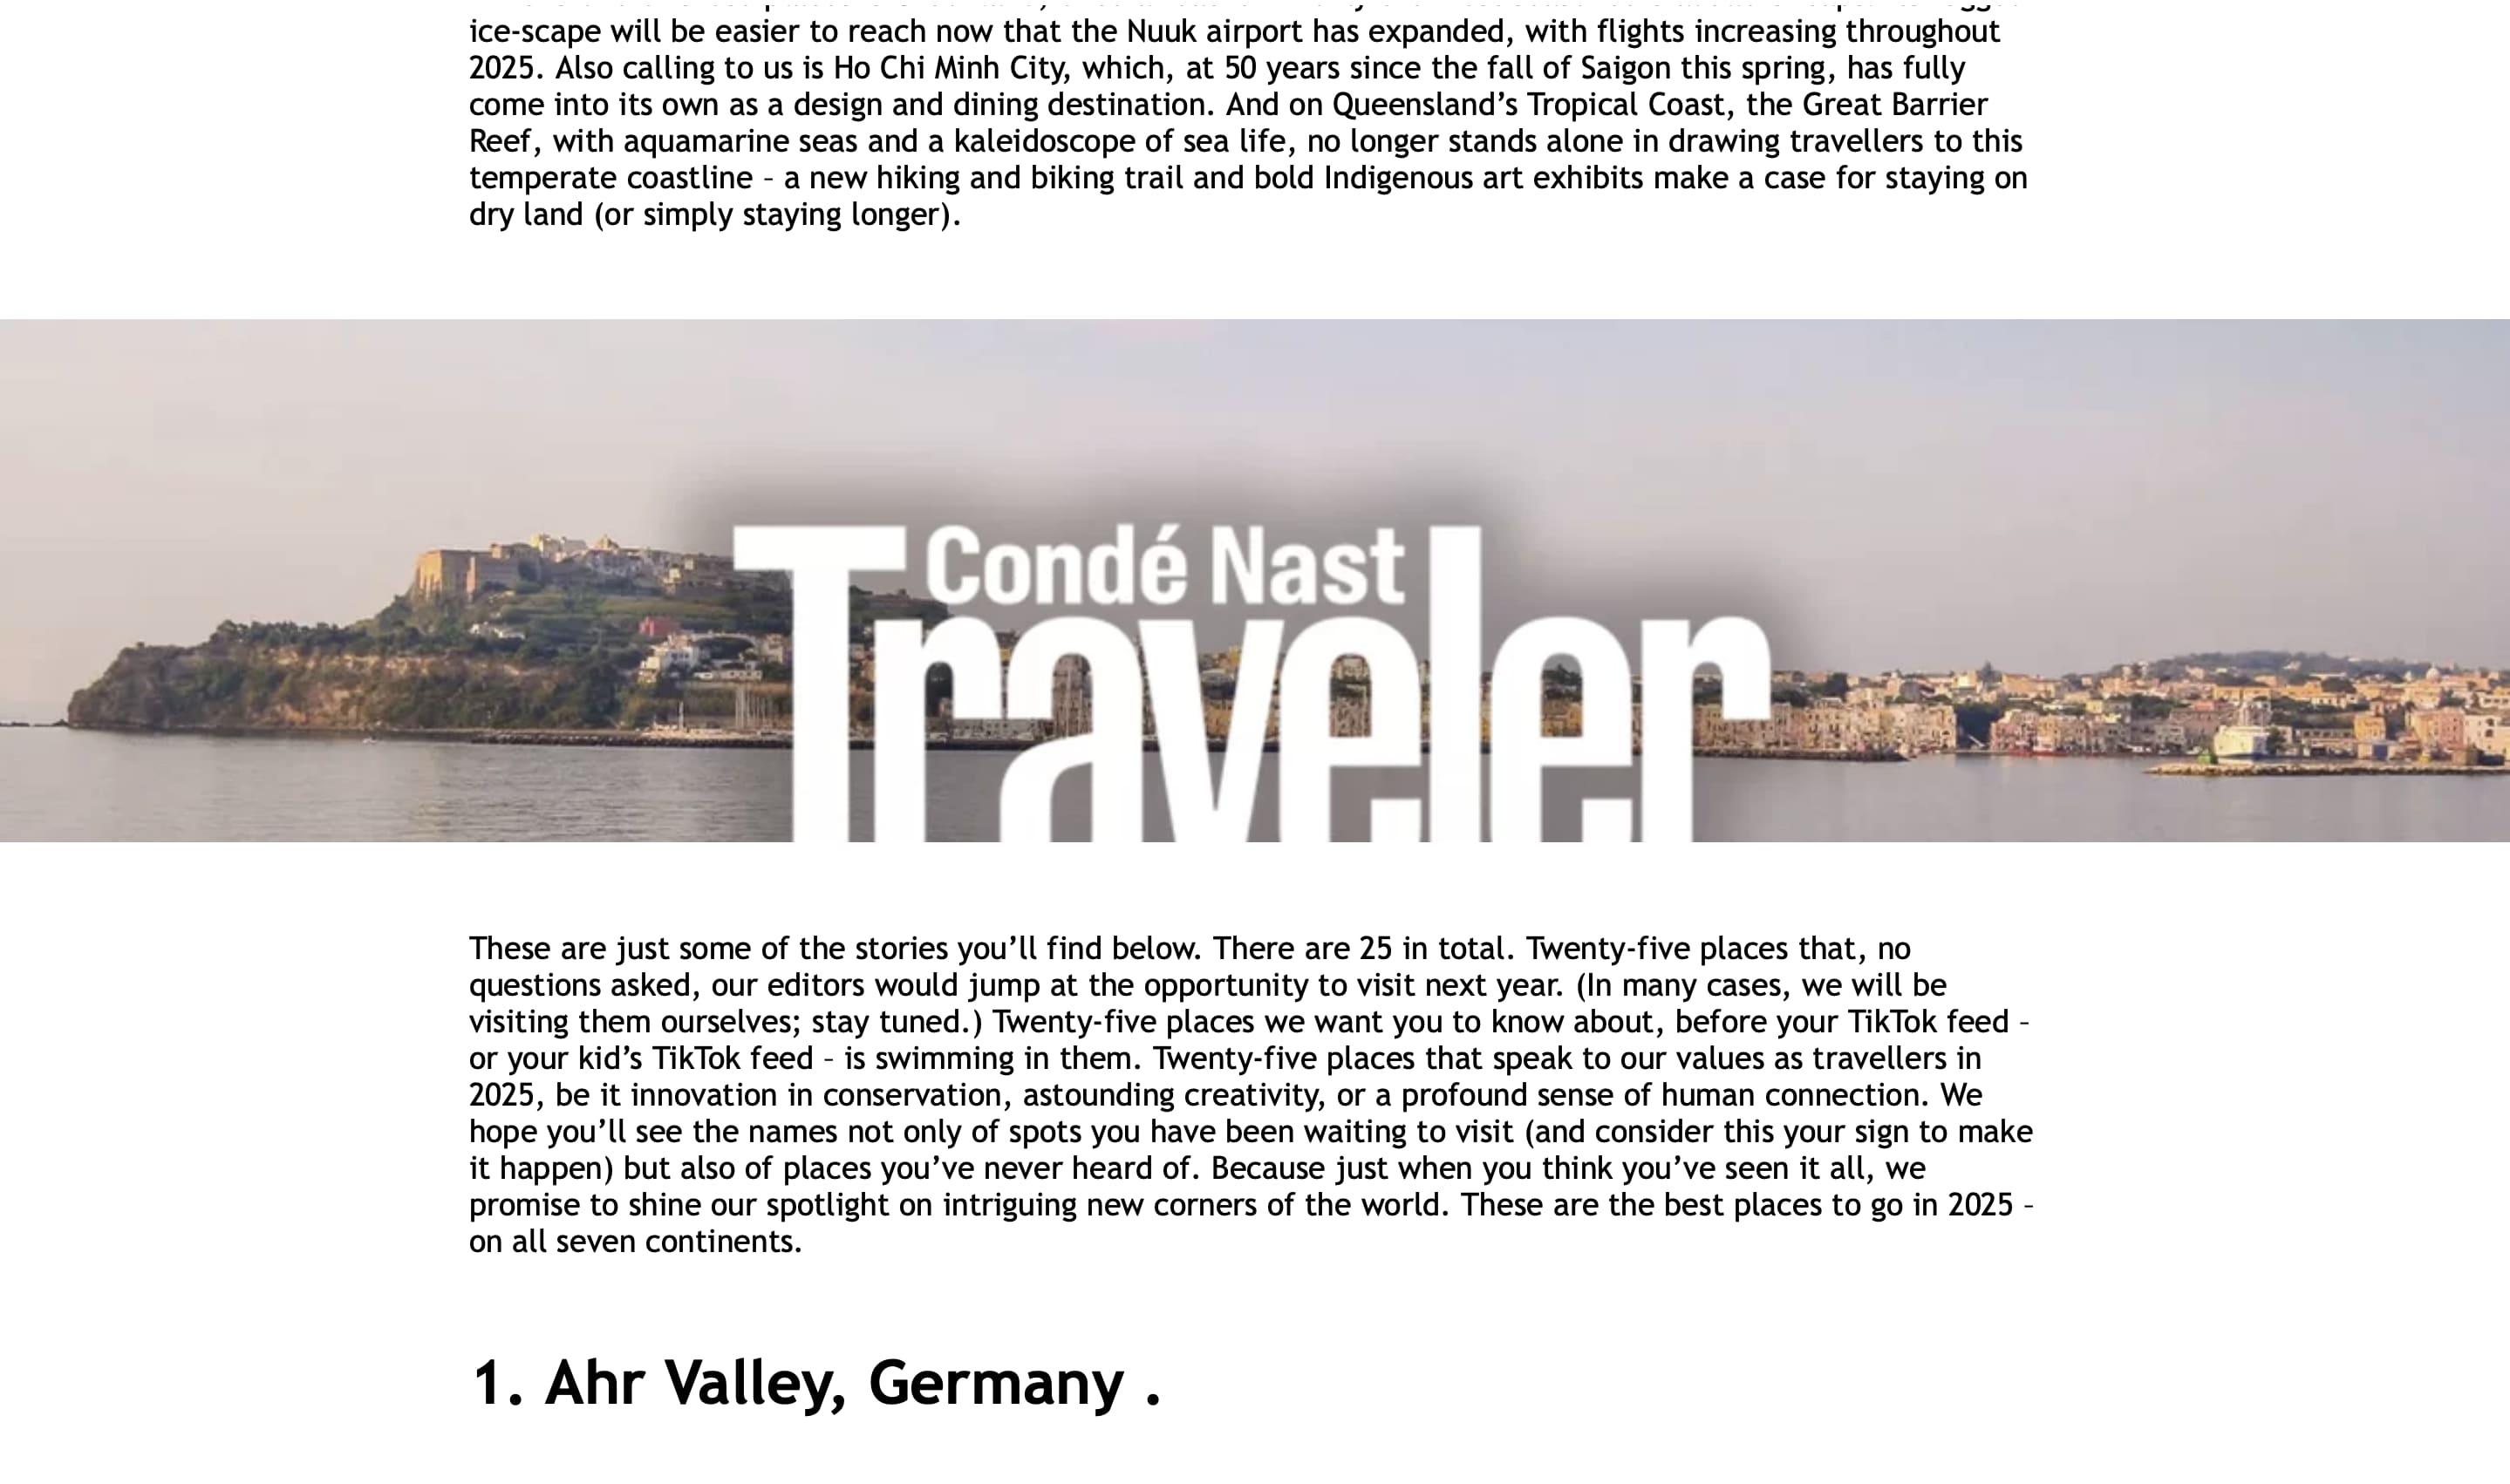 ice-scape will be easier to reach now that the Nuuk airport has expanded, with flights increasing throughout
2025. Also calling to us is Ho Chi Minh City, which, at 50 years since the fall of Saigon this spring, has fully
come into its own as a design and dining destination. And on Queensland’s Tropical Coast, the Great Barrier
Reef, with aquamarine seas and a kaleidoscope of sea life, no longer stands alone in drawing travellers to this
temperate coastline – a new hiking and biking trail and bold Indigenous art exhibits make a case for staying on
dry land (or simply staying longer).
Condé Nast
Traveler
These are just some of the stories you’ll find below. There are 25 in total. Twenty-five places that, no
questions asked, our editors would jump at the opportunity to visit next year. (In many cases, we will be
visiting them ourselves; stay tuned.) Twenty-five places we want you to know about, before your TikTok feed –
or your kid’s TikTok feed – is swimming in them. Twenty-five places that speak to our values as travellers in
2025, be it innovation in conservation, astounding creativity, or a profound sense of human connection. We
hope you’ll see the names not only of spots you have been waiting to visit (and consider this your sign to make
it happen) but also of places you’ve never heard of. Because just when you think you’ve seen it all, we
promise to shine our spotlight on intriguing new corners of the world. These are the best places to go in 2025 –
on all seven continents.
1. Ahr Valley, Germany .